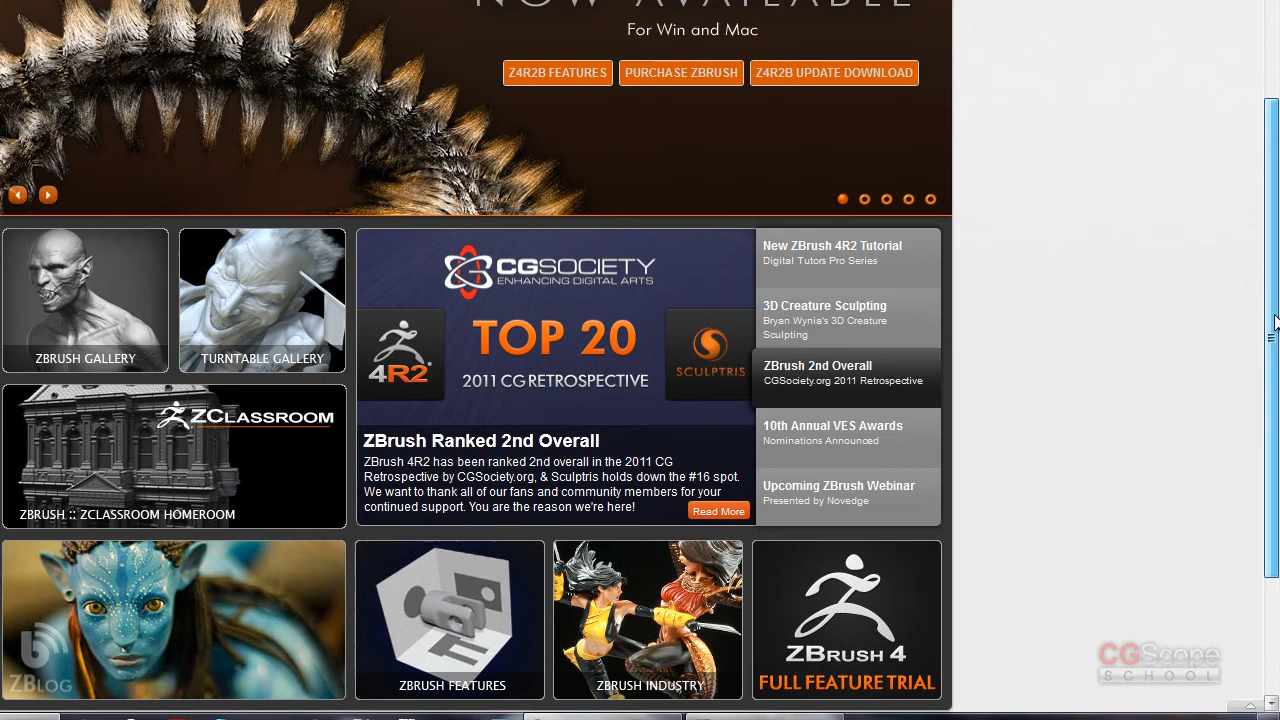 NOW AVAILABLE
For Win and Mac
Z4R2B FEATURES
PURCHASE ZBRUSH
Z4R2B UPDATE DOWNLOAD
ZBRUSH GALLERY
TURNTABLE GALLERY
CGSOCIETY
ENHANCING DIGITAL ARTS
4R2
TOP 20
2011 CG RETROSPECTIVE
SCULPTRIS
ZBrush Ranked 2nd Overall
ZBrush 4R2 has been ranked 2nd overall in the 2011 CG
Retrospective by CGSociety.org, & Sculptris holds down the #16 spot.
We want to thank all of our fans and community members for your
continued support. You are the reason we're here!
Read More
New ZBrush 4R2 Tutorial
Digital Tutors Pro Series
3D Creature Sculpting
Bryan Wynia's 3D Creature
Sculpting
ZBrush 2nd Overall
CGSociety.org 2011 Retrospective
10th Annual VES Awards
Nominations Announced
Upcoming ZBrush Webinar
Presented by Novedge
ZCLASSROOM
ZBRUSH :: ZCLASSROOM HOMEROOM
ZBLOG
ZBRUSH FEATURES
ZBRUSH INDUSTRY
ZBRUSH 4
FULL FEATURE TRIAL
CGScope
SCHOOL